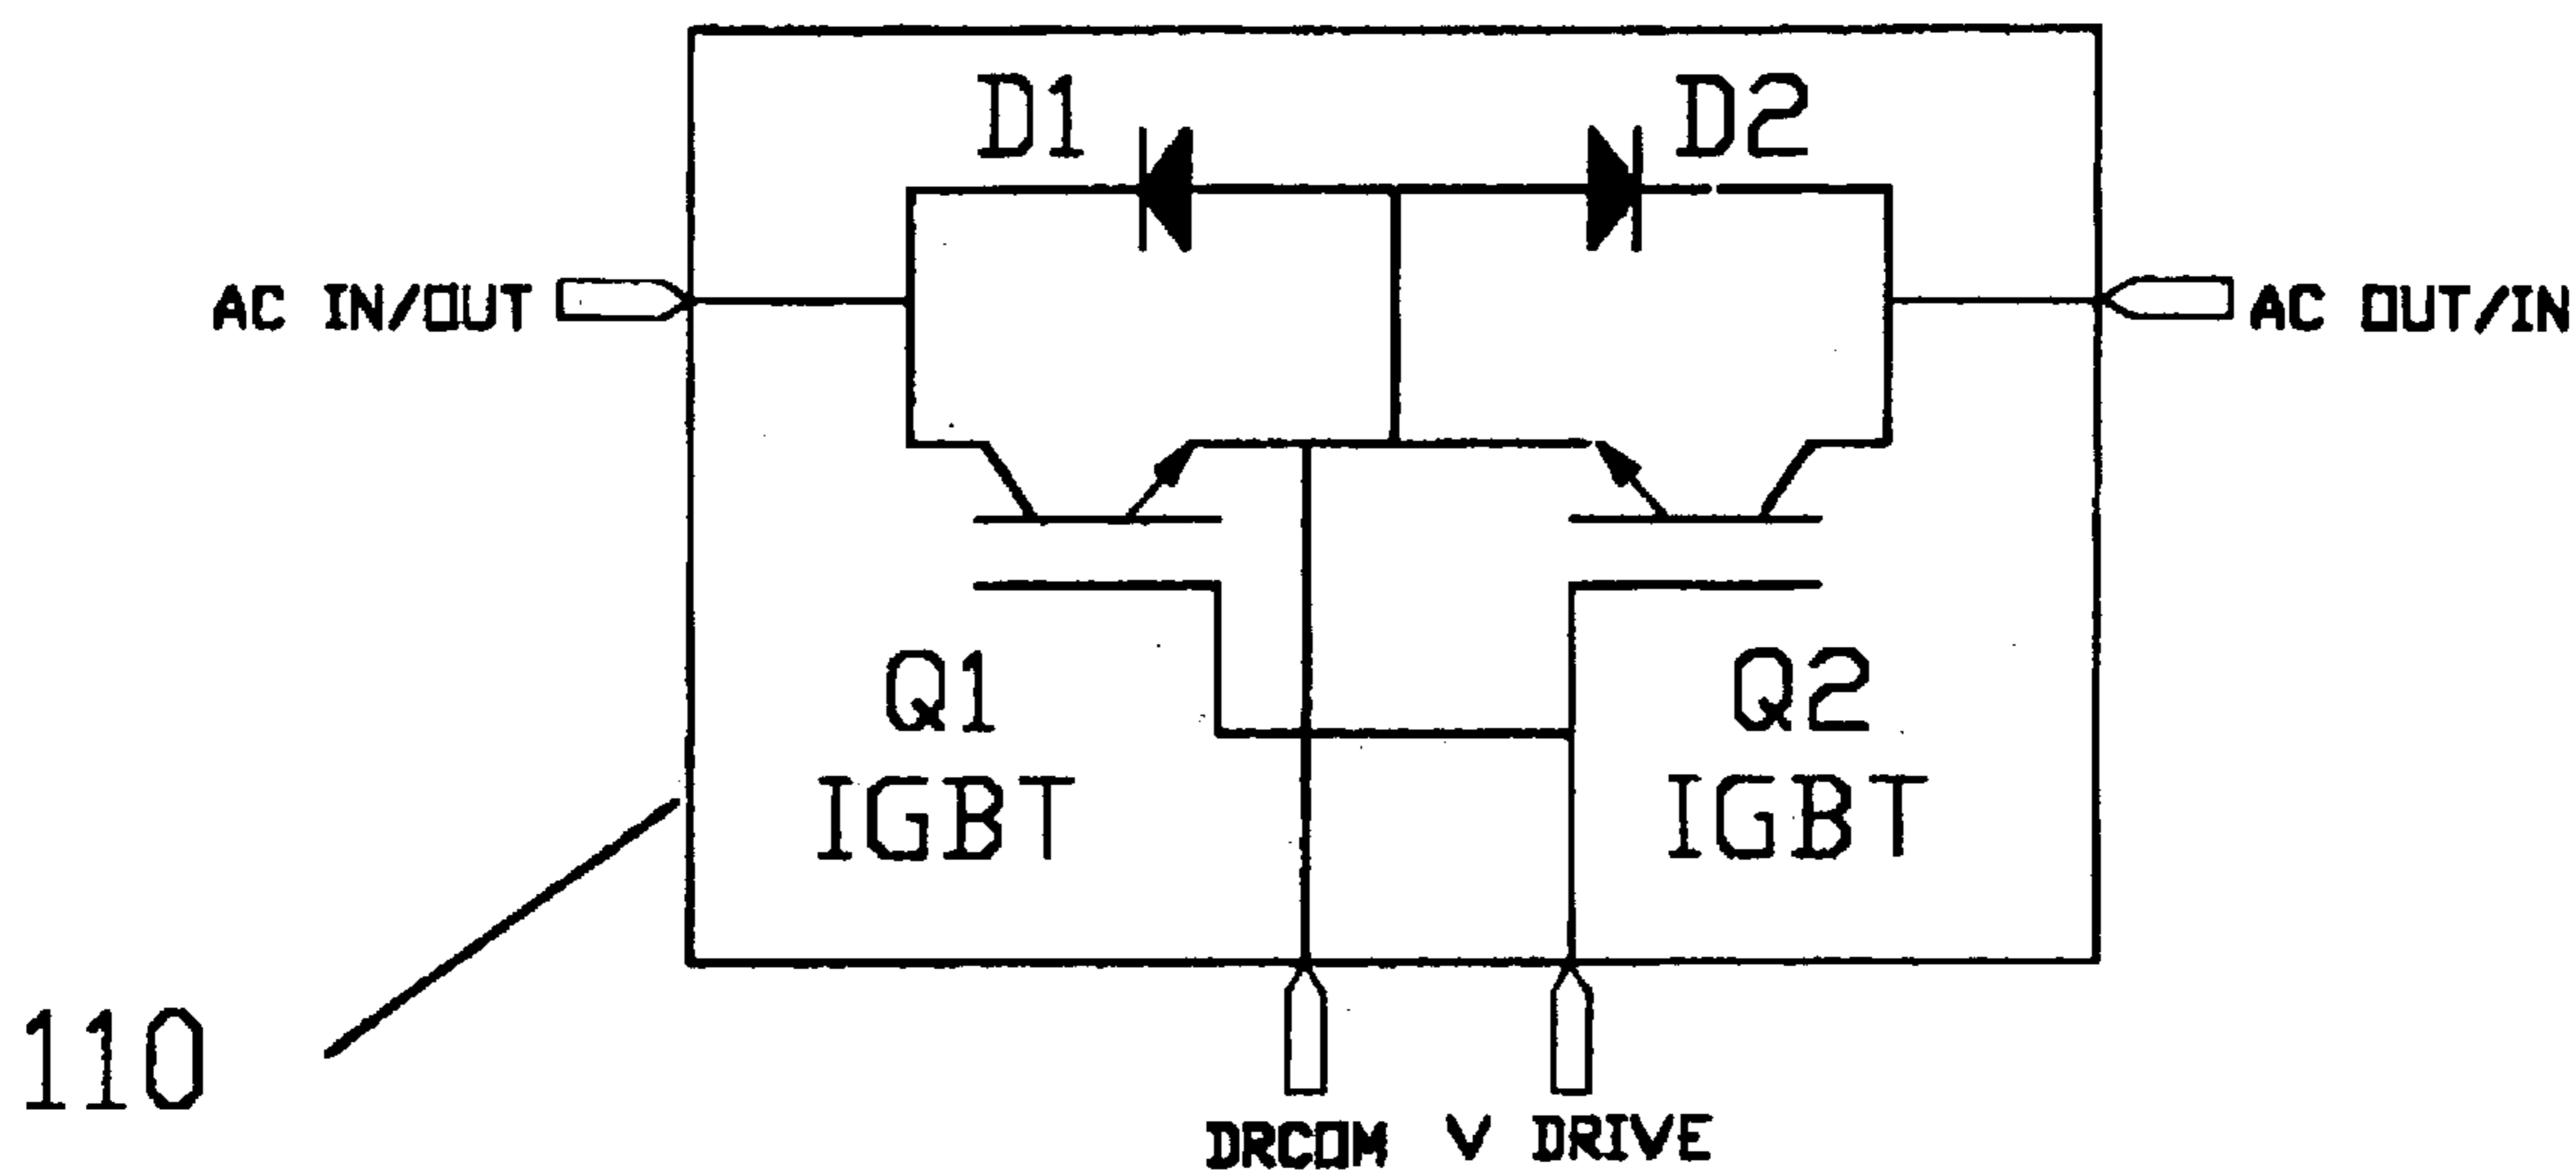 D1
D2
AC IN/OUT
AC OUT/IN
Q1
IGBT
Q2
IGBT
110
DRCOM
V DRIVE